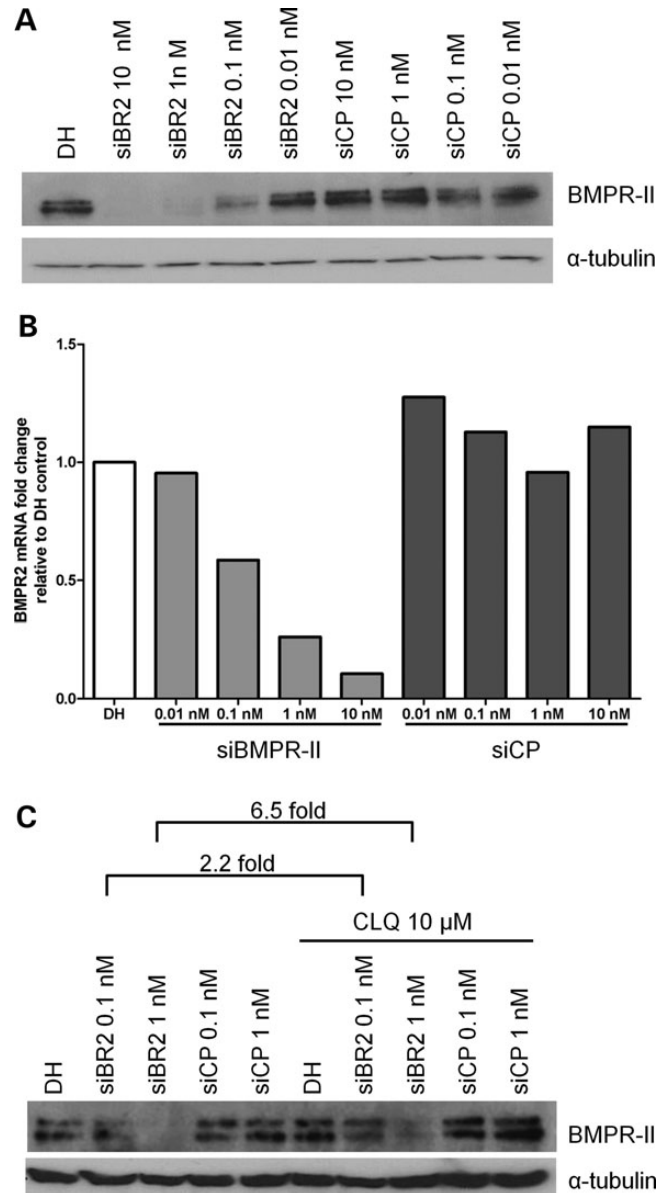 A
DH
siBR2 10 nM
siBR2 1n M
siBR2 0.1 nM
siBR2 0.01 nM
siCP 10 nM
siCP 1 nM
siCP 0.1 nM
siCP 0.01 nM
BMPR-II
α-tubulin
B
BMPR2 mRNA fold change
relative to DH control
1.5
1.0
0.5
0.0
DH 0.01 nM 0.1 nM 1 nM 10 nM 0.01 nM 0.1 nM 1 nM 10 nM
siBMPR-II siCP
C
6.5 fold
2.2 fold
CLQ 10 µM
DH
siBR2 0.1 nM
siBR2 1 nM
siCP 0.1 nM
siCP 1 nM
DH
siBR2 0.1 nM
siBR2 1 nM
siCP 0.1 nM
siCP 1 nM
BMPR-II
α-tubulin